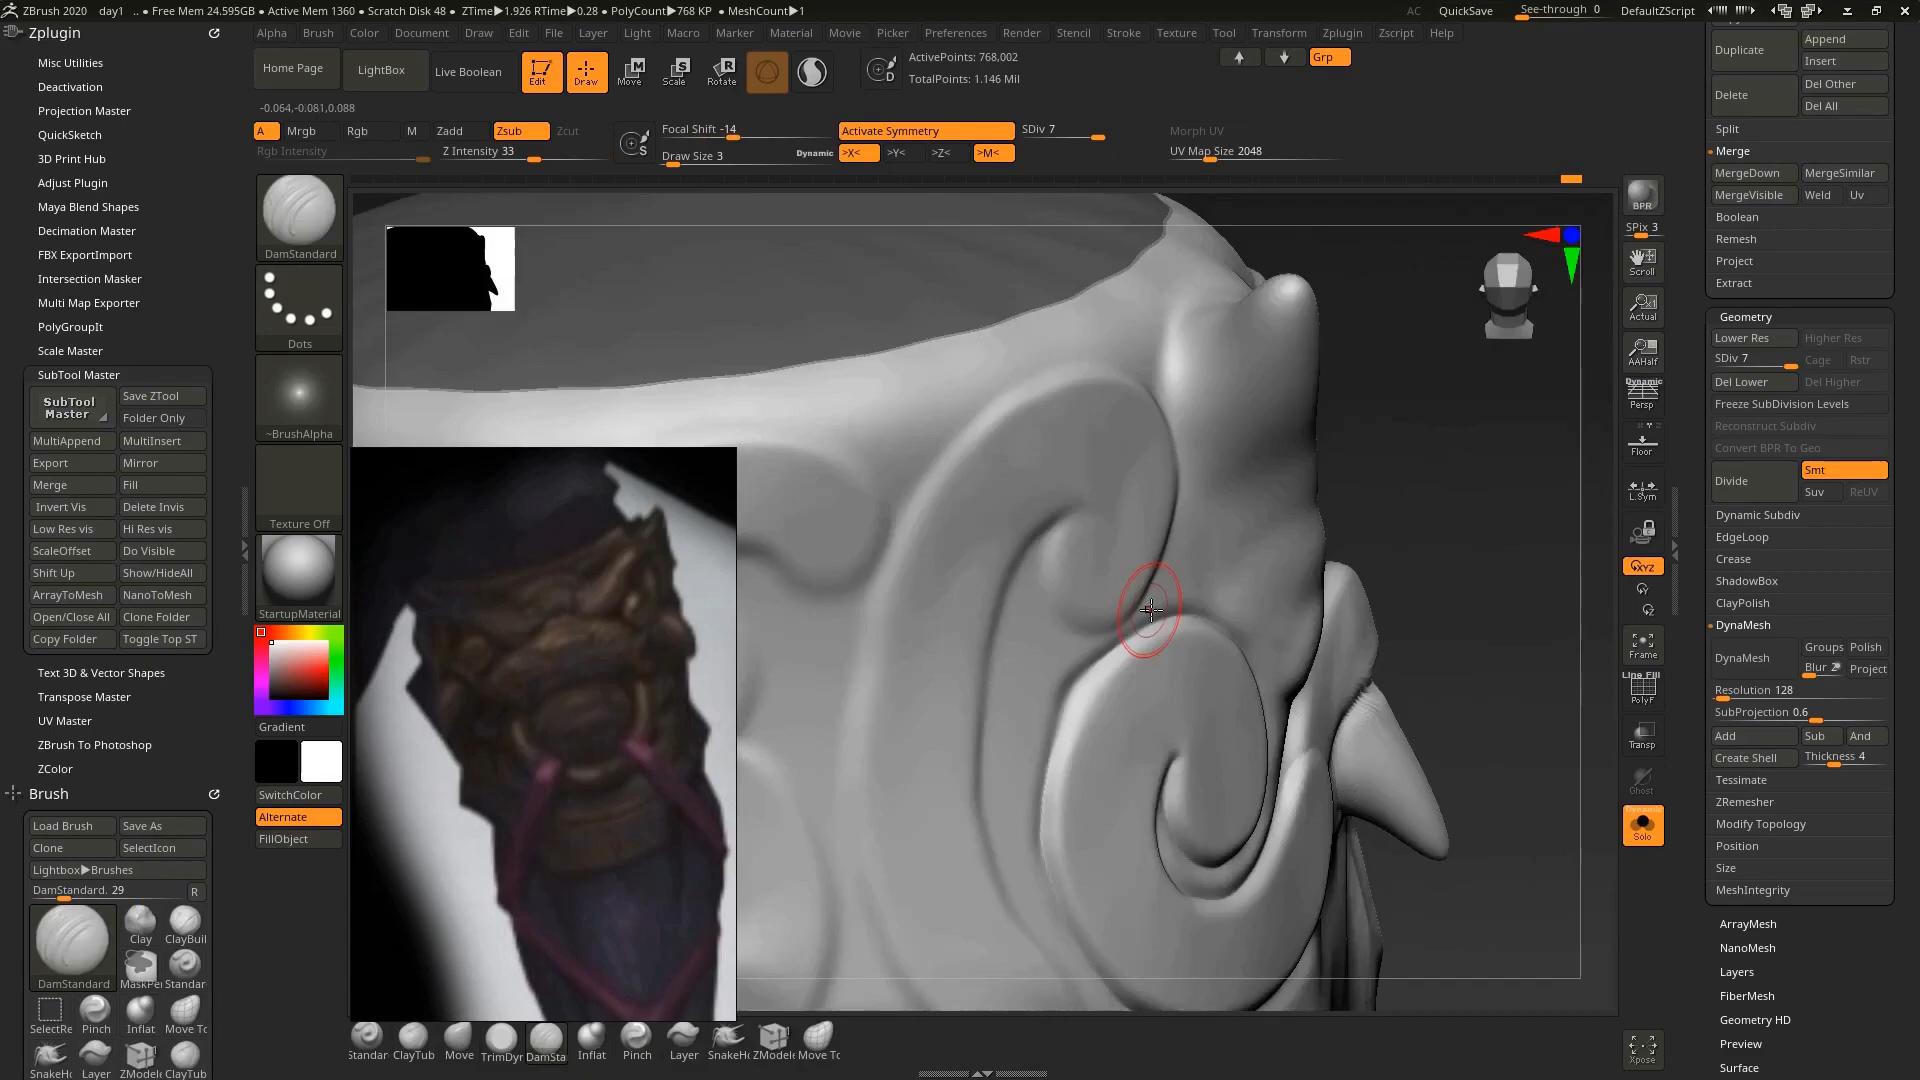 ZBrush 2020 day1 .. • Free Mem 24.595GB • Active Mem 1360 • Scratch Disk 48 • ZTime▶1.926 RTime▶0.28 • PolyCount▶768 KP • MeshCount▶1
AC QuickSave See-through 0 DefaultZScript
Zplugin
Alpha Brush Color Document Draw Edit File Layer Light Macro Marker Material Movie Picker Preferences Render Stencil Stroke Texture Tool Transform Zplugin Zscript Help
Home Page LightBox Live Boolean Edit Draw Move Scale Rotate
ActivePoints: 768,002
TotalPoints: 1.146 Mil
Grp
-0.064,-0.081,0.088
A Mrgb Rgb M Zadd Zsub Zcut
Rgb Intensity Z Intensity 33
Focal Shift -14
Draw Size 3 Dynamic
Activate Symmetry
>X< >Y< >Z< >M<
SDiv 7
Morph UV
UV Map Size 2048
Misc Utilities
Deactivation
Projection Master
QuickSketch
3D Print Hub
Adjust Plugin
Maya Blend Shapes
Decimation Master
FBX ExportImport
Intersection Masker
Multi Map Exporter
PolyGroupIt
Scale Master
SubTool Master
SubTool Master
Save ZTool
Folder Only
MultiAppend MultiInsert
Export Mirror
Merge Fill
Invert Vis Delete Invis
Low Res vis Hi Res vis
ScaleOffset Do Visible
Shift Up Show/HideAll
ArrayToMesh NanoToMesh
Open/Close All Clone Folder
Copy Folder Toggle Top ST
Text 3D & Vector Shapes
Transpose Master
UV Master
ZBrush To Photoshop
ZColor
Brush
Load Brush Save As
Clone SelectIcon
Lightbox▶Brushes
DamStandard. 29 R
DamStandard
Clay ClayBuil
MaskPe Standar
SelectRe Pinch Inflat Move To
SnakeHo Layer ZModel ClayTub
DamStandard
Dots
~BrushAlpha
Texture Off
StartupMaterial
Gradient
SwitchColor
Alternate
FillObject
Standar ClayTub Move TrimDyr DamSta Inflat Pinch Layer SnakeHo ZModele Move To
BPR
SPix 3
Scroll
Actual
AAHalf
Dynamic
Persp
Floor
L.Sym
XYZ
Frame
Line Fill
PolyF
Transp
Ghost
Dynamic
Solo
Xpose
Duplicate Append
Insert
Delete Del Other
Del All
Split
Merge
MergeDown MergeSimilar
MergeVisible Weld Uv
Boolean
Remesh
Project
Extract
Geometry
Lower Res Higher Res
SDiv 7 Cage Rstr
Del Lower Del Higher
Freeze SubDivision Levels
Reconstruct Subdiv
Convert BPR To Geo
Divide Smt
Suv ReUV
Dynamic Subdiv
EdgeLoop
Crease
ShadowBox
ClayPolish
DynaMesh
DynaMesh Groups Polish
Blur 2 Project
Resolution 128
SubProjection 0.6
Add Sub And
Create Shell Thickness 4
Tessimate
ZRemesher
Modify Topology
Position
Size
MeshIntegrity
ArrayMesh
NanoMesh
Layers
FiberMesh
Geometry HD
Preview
Surface